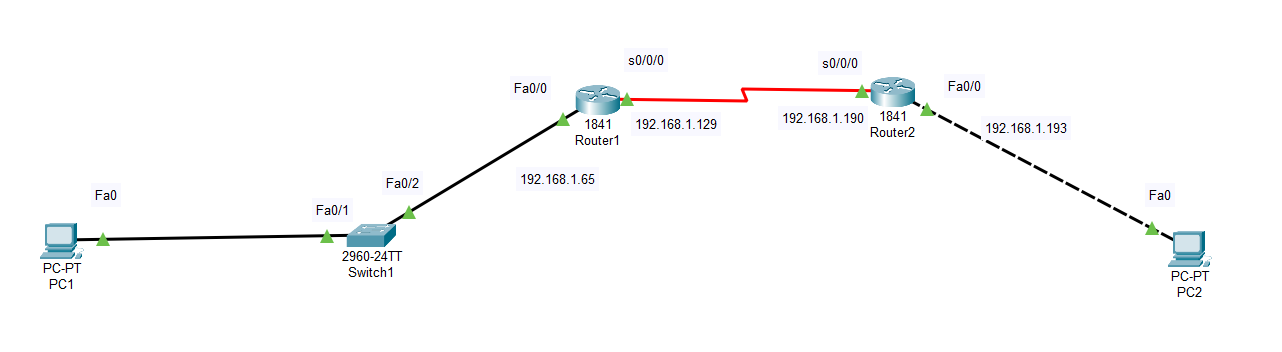 s0/0/0
s0/0/0
Fa0/0
Fa0/0
1841
Router1
192.168.1.129
192.168.1.190
1841
Router2
192.168.1.193
192.168.1.65
Fa0/2
Fa0
Fa0/1
Fa0
2960-24TT
Switch1
PC-PT
PC1
PC-PT
PC2